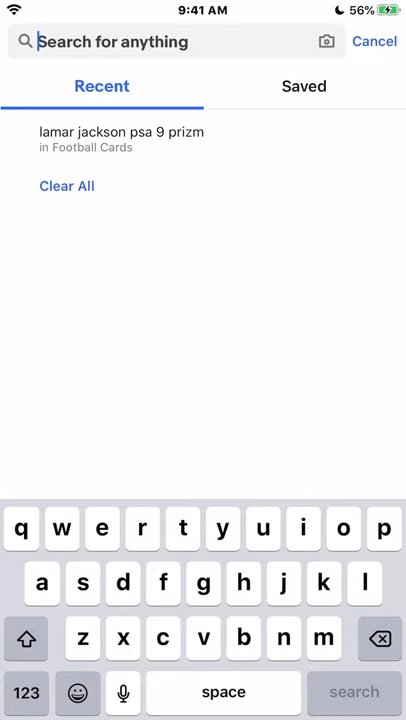 9:41 AM
56%
Search for anything
Cancel
Recent
Saved
lamar jackson psa 9 prizm
in Football Cards
Clear All
q w e r t y u i o p
a s d f g h j k l
z x c v b n m
123 space search